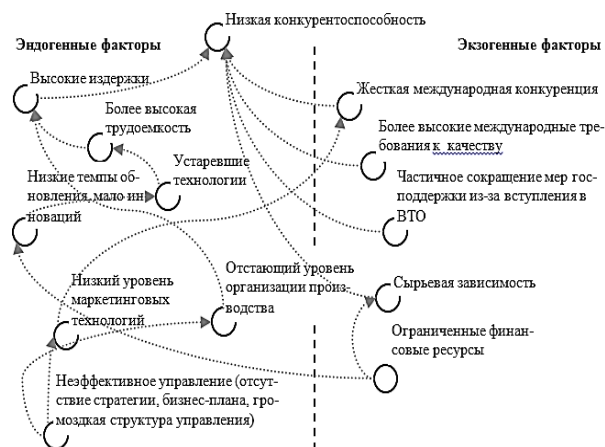 Низкая конкурентоспособность
Эндогенные факторы
Экзогенные факторы
Высокие издержки
Жесткая международная конкуренция
Более высокая
трудоемкость
Более высокие международные тре-
бования к качеству
Устаревшие
технологии
Низкие темпы об-
новления, мало ин
новаций
Частичное сокращение мер гос-
поддержки из-за вступления в
ВТО
Отстающий уровень
организации произ-
водства
Низкий уровень
маркетинговых
технологий
Сырьевая зависимость
Ограниченные финан-
совые ресурсы
Неэффективное управление (отсут-
ствие стратегии, бизнес-плана, гро-
моздкая структура управления)